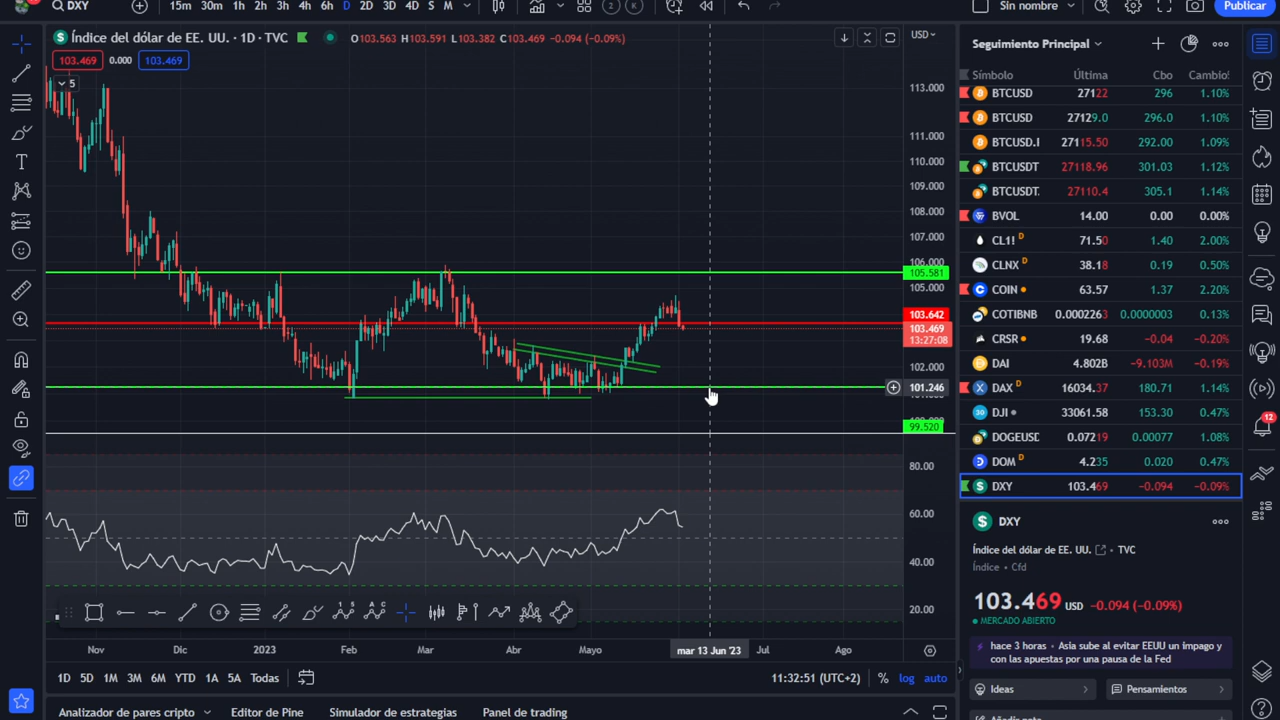 DXY
15m 30m 1h 2h 3h 4h 6h D 2D 3D 4D S M
2 K
Sin nombre
Publicar
Índice del dólar de EE. UU. · 1D · TVC
O103.563 H103.591 L103.382 C103.469 -0.094 (-0.09%)
103.469 0.000 103.469
5
USD
113.000
111.000
110.000
109.000
108.000
107.000
106.000
105.581
105.000
103.642
103.469
13:27:08
102.000
101.246
99.520
80.00
60.00
40.00
20.00
Nov Dic 2023 Feb Mar Abr Mayo mar 13 Jun '23 Jul Ago
1D 5D 1M 3M 6M YTD 1A 5A Todas
11:32:51 (UTC+2) % log auto
Analizador de pares cripto Editor de Pine Simulador de estrategias Panel de trading
Seguimiento Principal
Símbolo Última Cbo Cambio%
BTCUSD 27122 296 1.10%
BTCUSD 27129.0 296.0 1.10%
BTCUSD.I 27115.50 292.00 1.09%
BTCUSDT 27118.96 301.03 1.12%
BTCUSDT. 27110.4 305.1 1.14%
BVOL 14.00 0.00 0.00%
CL1! D 71.50 1.40 2.00%
CLNX D 38.18 0.19 0.50%
COIN 63.57 1.37 2.20%
COTIBNB 0.0002263 0.0000003 0.13%
CRSR 19.68 -0.04 -0.20%
DAI 4.802B -9.103M -0.19%
DAX D 16034.37 180.71 1.14%
DJI 33061.58 153.30 0.47%
DOGEUSD 0.07219 0.00077 1.08%
DOM D 4.235 0.020 0.47%
DXY 103.469 -0.094 -0.09%
12
DXY
Índice del dólar de EE. UU. · TVC
Índice · Cfd
103.469 USD -0.094 (-0.09%)
MERCADO ABIERTO
hace 3 horas · Asia sube al evitar EEUU un impago y
con las apuestas por una pausa de la Fed
Ideas
Pensamientos